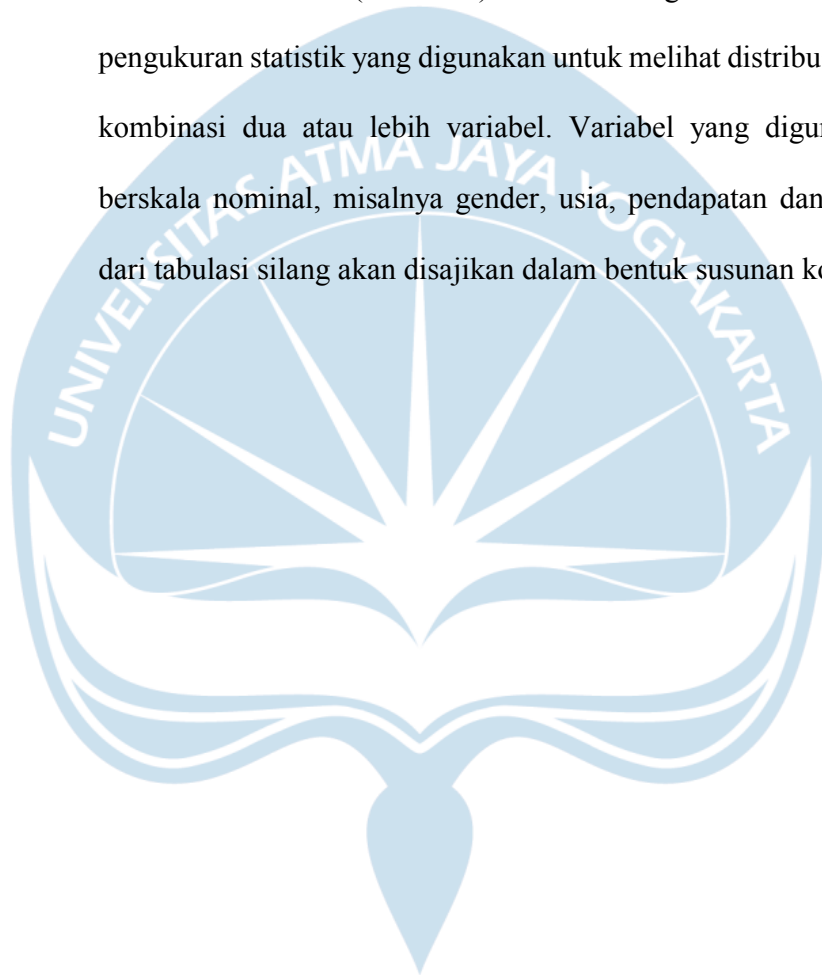 pengukuran statistik yang digunakan untuk melihat distribu
kombinasi dua atau lebih variabel. Variabel yang digu
berskala nominal, misalnya gender, usia, pendapatan dan
dari tabulasi silang akan disajikan dalam bentuk susunan ko
UNIVERSITAS ATMA JAYA YOGYAKARTA